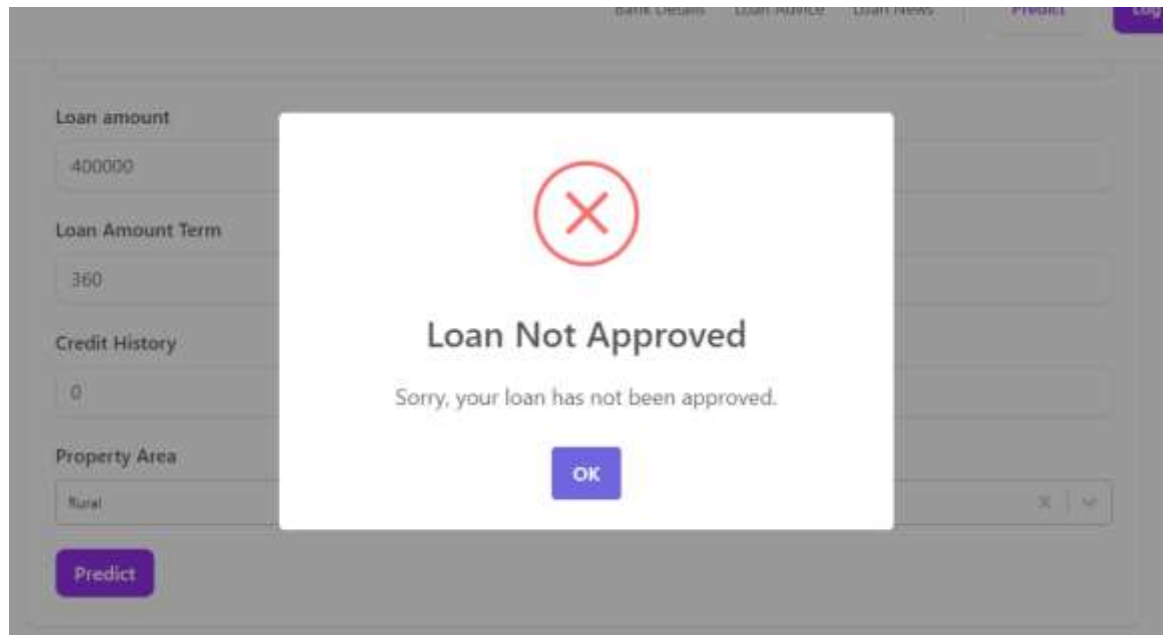 Bank Details Loan Advice Loan News Predict Log
Loan amount
400000
Loan Amount Term
360
Credit History
0
Property Area
Rural
Predict
Loan Not Approved
Sorry, your loan has not been approved.
OK